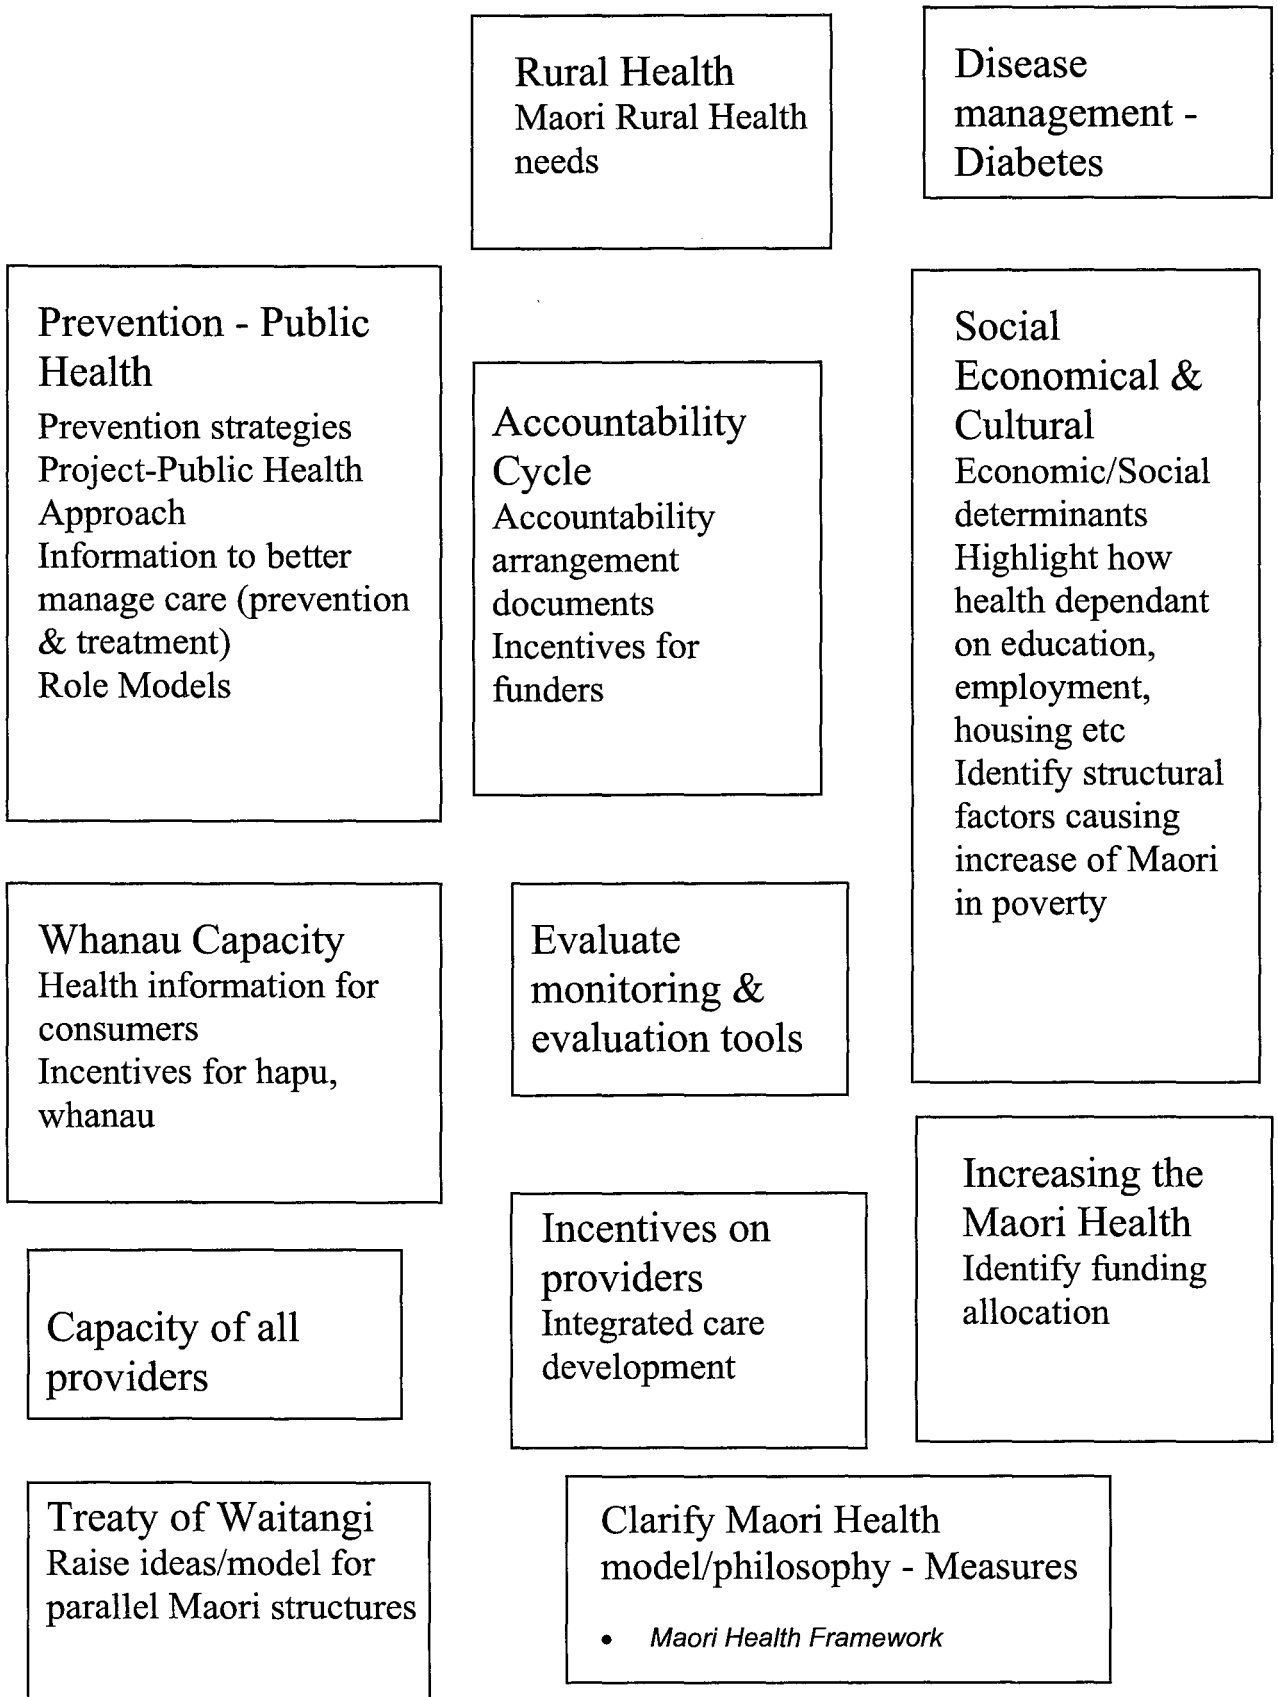 Rural Health
Maori Rural Health
needs
Disease
management -
Diabetes
Prevention - Public
Health
Prevention strategies
Project-Public Health
Approach
Information to better
manage care (prevention
& treatment)
Role Models
Accountability
Cycle
Accountability
arrangement
documents
Incentives for
funders
Social
Economical &
Cultural
Economic/Social
determinants
Highlight how
health dependant
on education,
employment,
housing etc
Identify structural
factors causing
increase of Maori
in poverty
Whanau Capacity
Health information for
consumers
Incentives for hapu,
whanau
Evaluate
monitoring &
evaluation tools
Increasing the
Maori Health
Identify funding
allocation
Incentives on
providers
Integrated care
development
Capacity of all
providers
Treaty of Waitangi
Raise ideas/model for
parallel Maori structures
Clarify Maori Health
model/philosophy - Measures
• Maori Health Framework